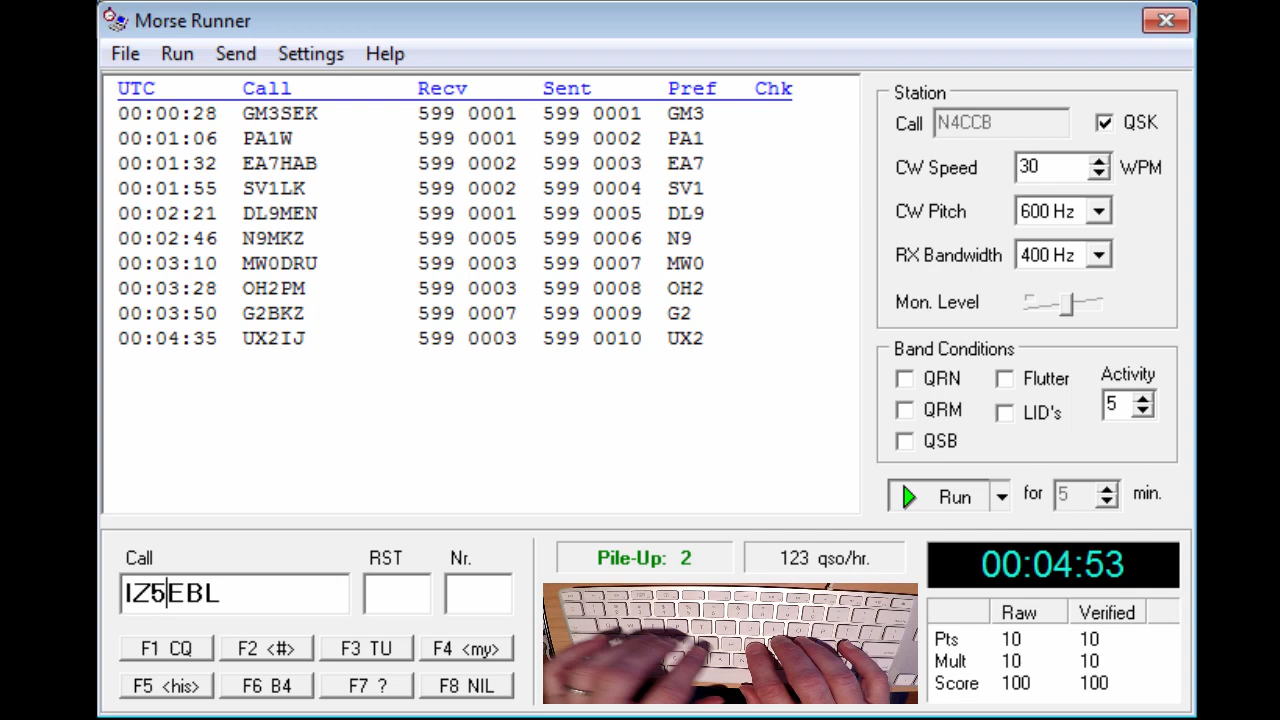 Morse Runner
File Run Send Settings Help
UTC Call Recv Sent Pref Chk
00:00:28 GM3SEK 599 0001 599 0001 GM3
00:01:06 PA1W 599 0001 599 0002 PA1
00:01:32 EA7HAB 599 0002 599 0003 EA7
00:01:55 SV1LK 599 0002 599 0004 SV1
00:02:21 DL9MEN 599 0001 599 0005 DL9
00:02:46 N9MKZ 599 0005 599 0006 N9
00:03:10 MW0DRU 599 0003 599 0007 MW0
00:03:28 OH2PM 599 0003 599 0008 OH2
00:03:50 G2BKZ 599 0007 599 0009 G2
00:04:35 UX2IJ 599 0003 599 0010 UX2
Station
Call N4CCB QSK
CW Speed 30 WPM
CW Pitch 600 Hz
RX Bandwidth 400 Hz
Mon. Level
Band Conditions
QRN Flutter Activity
QRM LID's 5
QSB
Run for 5 min.
Call RST Nr.
IZ5EBL
F1 CQ F2 <#> F3 TU F4 <my>
F5 <his> F6 B4 F7 ? F8 NIL
Pile-Up: 2 123 qso/hr.
00:04:53
Raw Verified
Pts 10 10
Mult 10 10
Score 100 100